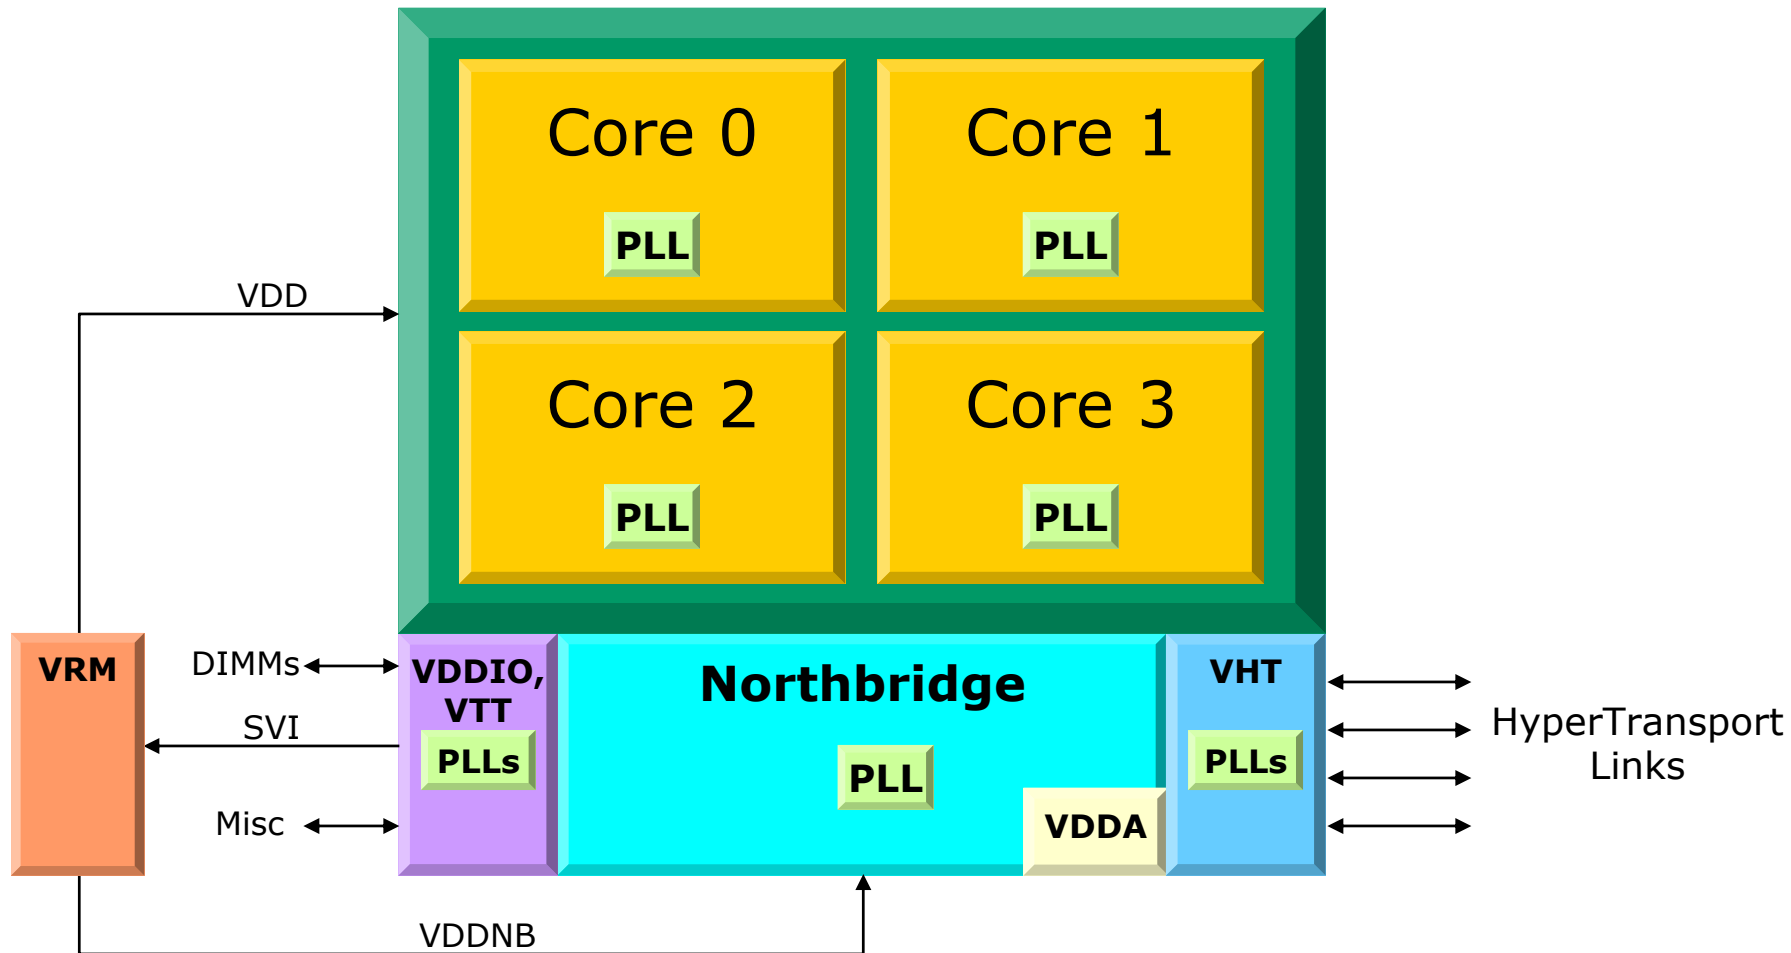 Core 0
Core 1
PLL
PLL
VDD
Core 2
Core 3
PLL
PLL
VRM
DIMMs
VDDIO,
VTT
Northbridge
VHT
SVI
PLLs
PLL
PLLs
HyperTransport
Links
Misc
VDDA
VDDNB